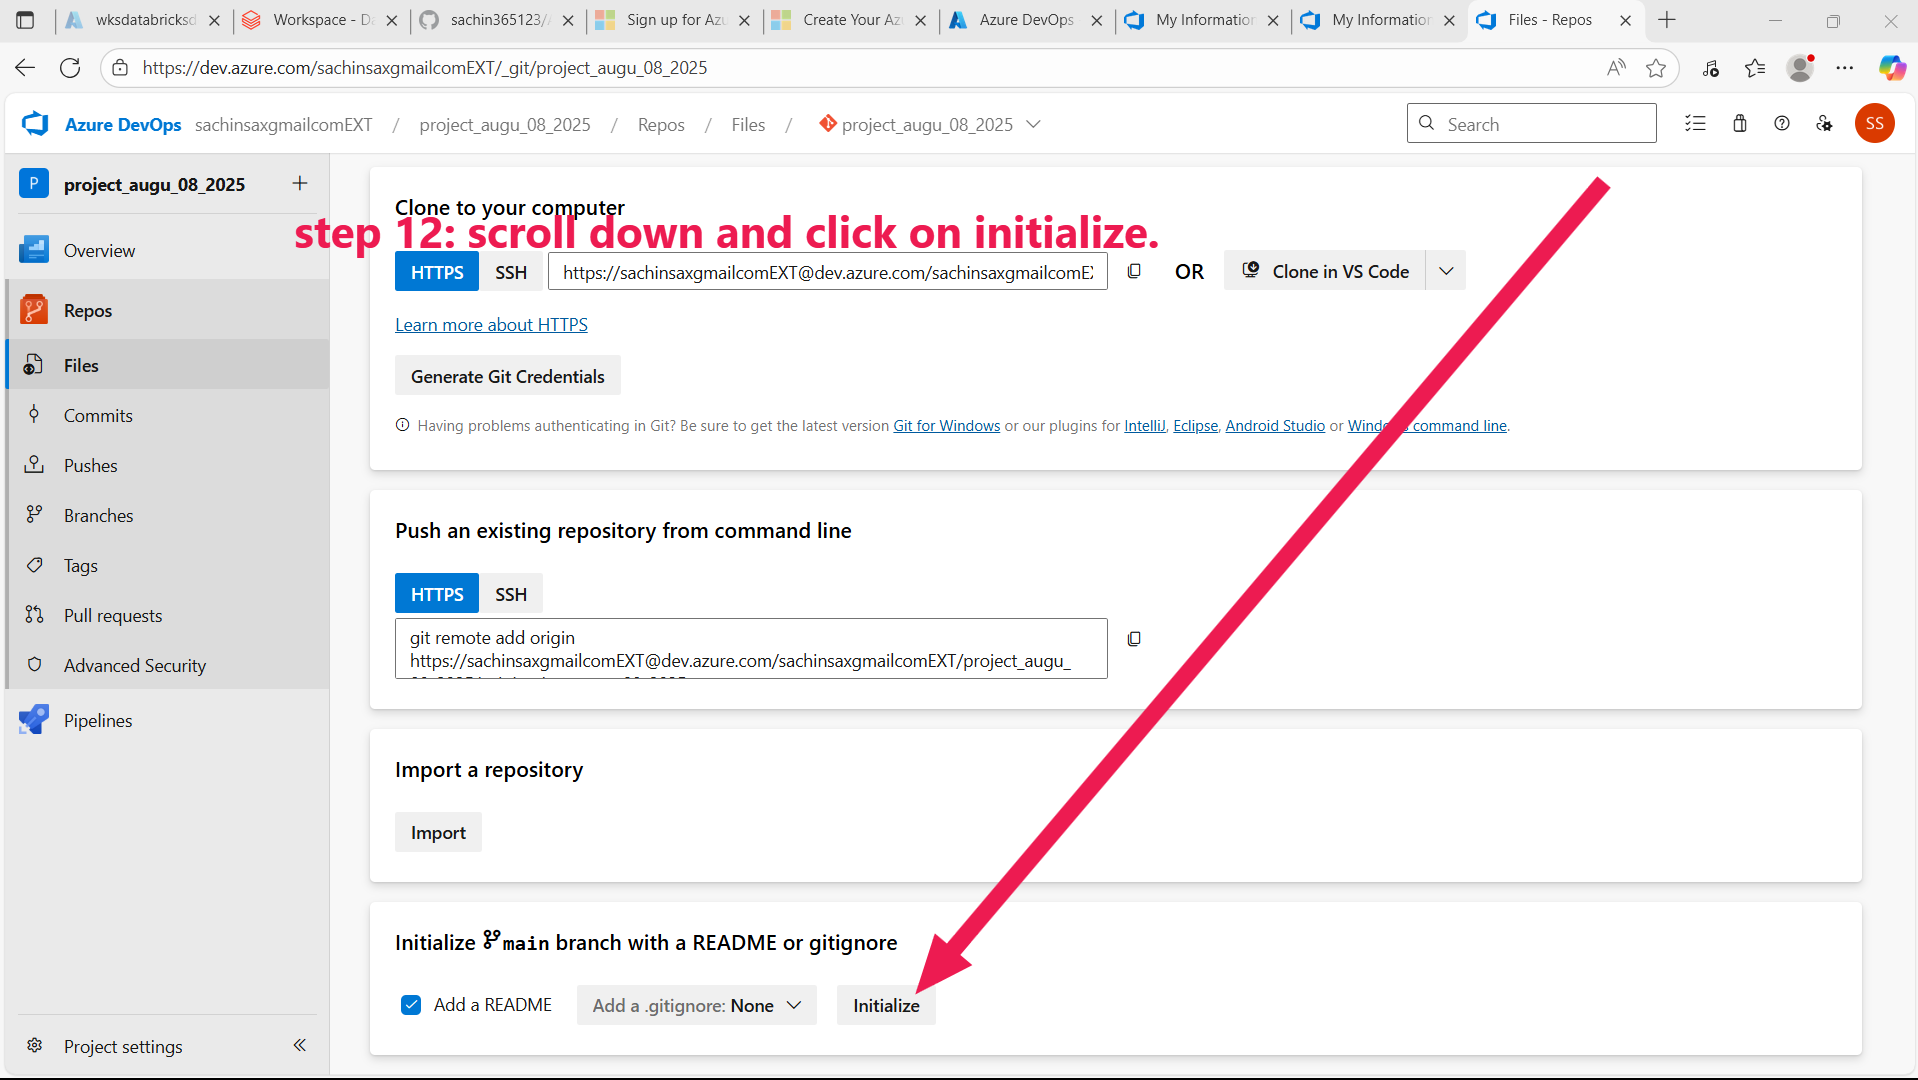 wksdatabricksd
Workspace - Da
sachin365123/A
Sign up for Azu
Create Your Az
Azure DevOps
My Information
My Information
Files - Repos
https://dev.azure.com/sachinsaxgmailcomEXT/_git/project_augu_08_2025
Azure DevOps sachinsaxgmailcomEXT / project_augu_08_2025 / Repos / Files / project_augu_08_2025
Search
SS
P project_augu_08_2025
Overview
Repos
Files
Commits
Pushes
Branches
Tags
Pull requests
Advanced Security
Pipelines
Project settings
Clone to your computer
step 12: scroll down and click on initialize.
HTTPS SSH https://sachinsaxgmailcomEXT@dev.azure.com/sachinsaxgmailcomEX OR Clone in VS Code
Learn more about HTTPS
Generate Git Credentials
Having problems authenticating in Git? Be sure to get the latest version Git for Windows or our plugins for IntelliJ, Eclipse, Android Studio or Windows command line.
Push an existing repository from command line
HTTPS SSH
git remote add origin
https://sachinsaxgmailcomEXT@dev.azure.com/sachinsaxgmailcomEXT/project_augu_
Import a repository
Import
Initialize main branch with a README or gitignore
Add a README Add a .gitignore: None Initialize